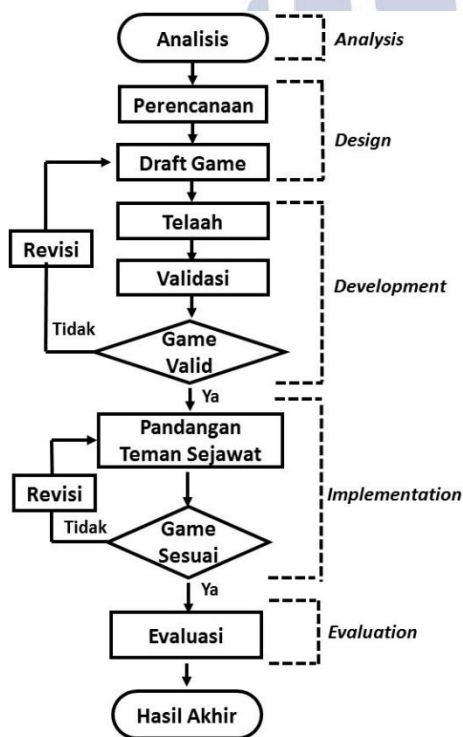 Analisis
Analysis
Perencanaan
Design
Draft Game
Telaah
Revisi
Validasi
Development
Tidak
Game
Valid
Ya
Pandangan
Teman Sejawat
Revisi
Implementation
Tidak
Game
Sesuai
Ya
Evaluasi
Evaluation
Hasil Akhir